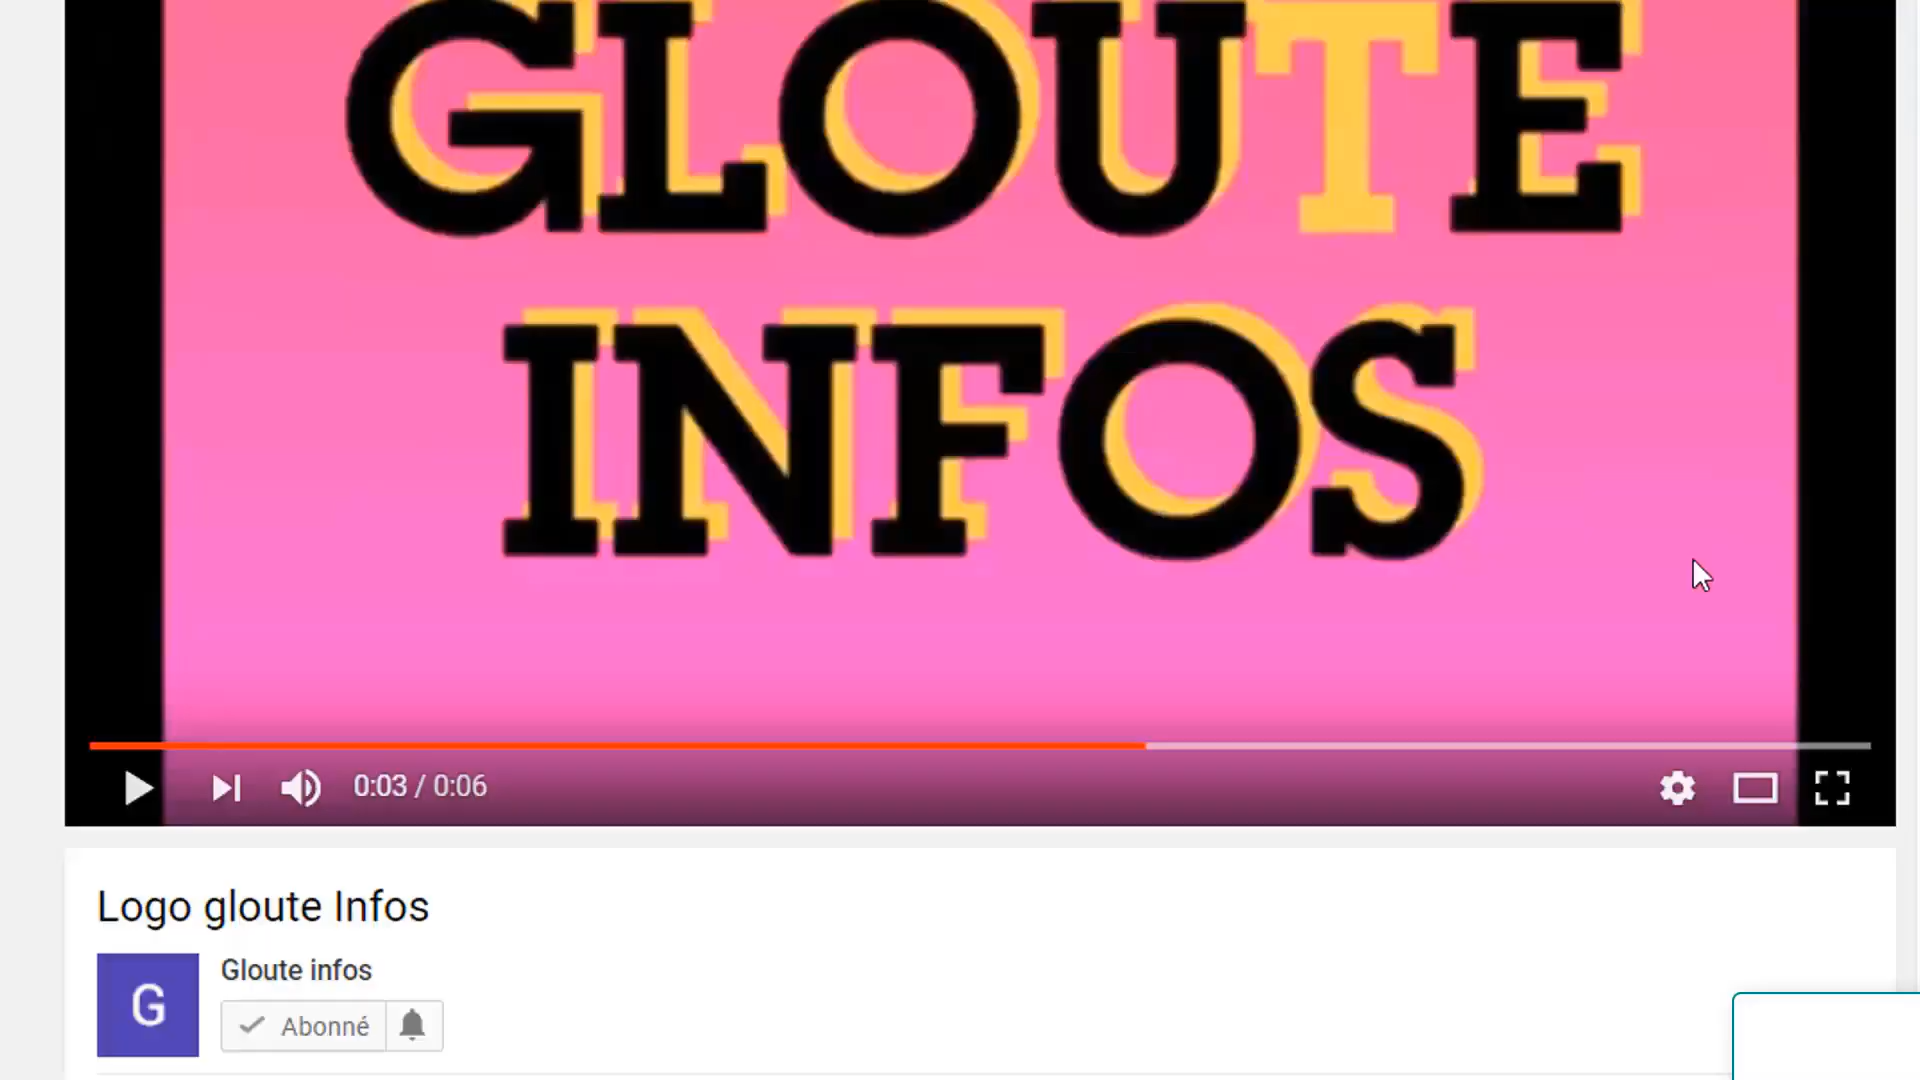 GLOUTE
INFOS
0:03 / 0:06
Logo gloute Infos
G
Gloute infos
Abonné